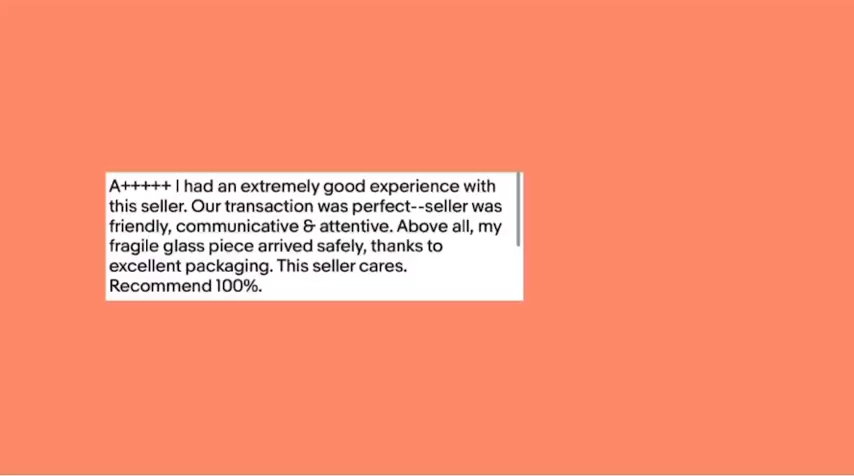 A+++++ I had an extremely good experience with
this seller. Our transaction was perfect--seller was
friendly, communicative & attentive. Above all, my
fragile glass piece arrived safely, thanks to
excellent packaging. This seller cares.
Recommend 100%.